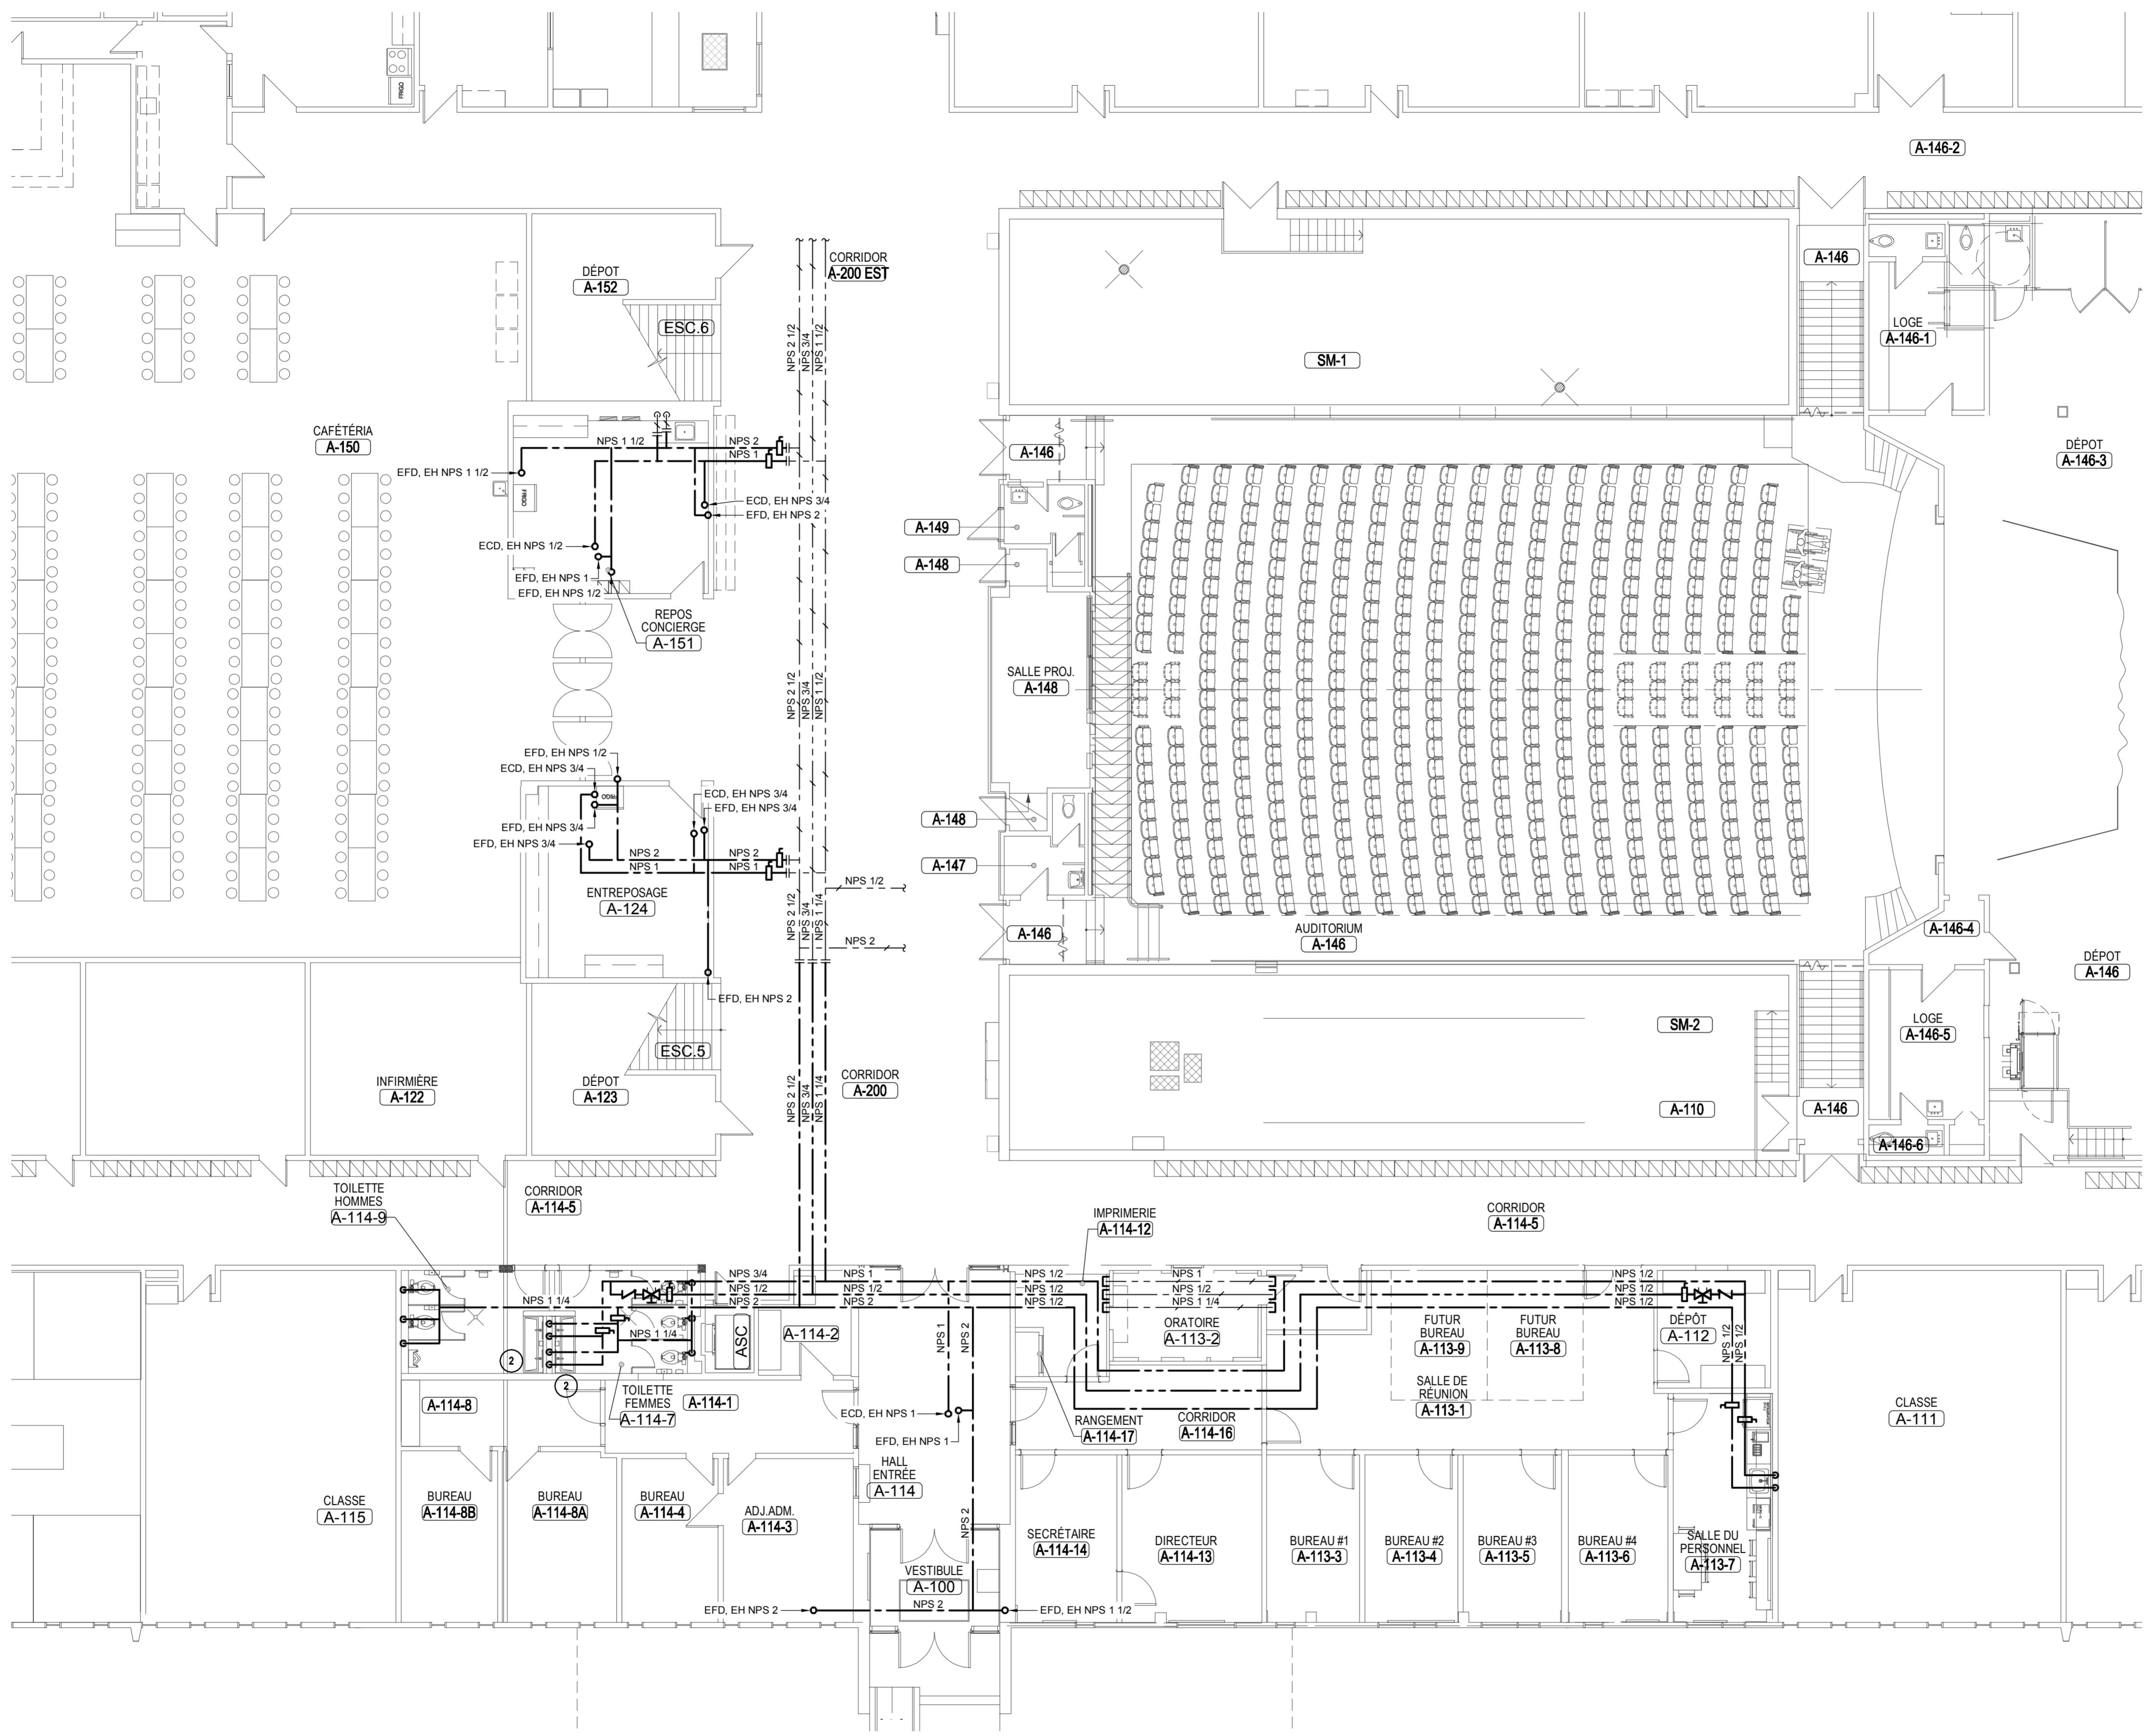 FRIGO
A-146-2
CORRIDOR
A-200 EST
DÉPOT
A-152
ESC.6
NPS 2 1/2
NPS 3/4
NPS 1 1/2
SM-1
A-146
LOGE
A-146-1
CAFÉTÉRIA
A-150
NPS 1 1/2
NPS 2
NPS 1
EFD, EH NPS 1 1/2
FRIGO
ECD, EH NPS 3/4
EFD, EH NPS 2
ECD, EH NPS 1/2
EFD, EH NPS 1
EFD, EH NPS 1/2
REPOS
CONCIERGE
A-151
A-146
DÉPOT
A-146-3
A-149
A-148
SALLE PROJ.
A-148
NPS 2 1/2
NPS 3/4
NPS 1 1/2
EFD, EH NPS 1/2
ECD, EH NPS 3/4
FRIGO
ECD, EH NPS 3/4
EFD, EH NPS 3/4
EFD, EH NPS 3/4
EFD, EH NPS 3/4
NPS 2
NPS 2
NPS 1
NPS 1
ENTREPOSAGE
A-124
A-148
A-147
NPS 1/2
NPS 2 1/2
NPS 3/4
NPS 1 1/4
NPS 2
A-146
AUDITORIUM
A-146
A-146-4
DÉPOT
A-146
EFD, EH NPS 2
ESC.5
SM-2
LOGE
A-146-5
INFIRMIÈRE
A-122
DÉPOT
A-123
NPS 2 1/2
NPS 3/4
NPS 1 1/4
CORRIDOR
A-200
A-110
A-146
A-146-6
TOILETTE
HOMMES
A-114-9
CORRIDOR
A-114-5
IMPRIMERIE
A-114-12
CORRIDOR
A-114-5
NPS 3/4
NPS 1
NPS 1/2
NPS 1
NPS 1/2
NPS 1/2
NPS 1/2
NPS 1/2
NPS 1/2
NPS 1/2
NPS 1 1/4
NPS 2
NPS 2
NPS 1/2
NPS 1 1/4
NPS 1/2
NPS 1 1/4
ASC
A-114-2
NPS 1
NPS 2
ORATOIRE
A-113-2
FUTUR
BUREAU
A-113-9
FUTUR
BUREAU
A-113-8
DÉPÔT
A-112
NPS 1/2
NPS 1/2
2
2
A-114-8
TOILETTE
FEMMES
A-114-7
A-114-1
ECD, EH NPS 1
EFD, EH NPS 1
RANGEMENT
A-114-17
CORRIDOR
A-114-16
SALLE DE
RÉUNION
A-113-1
CLASSE
A-111
HALL
ENTRÉE
A-114
CLASSE
A-115
BUREAU
A-114-8B
BUREAU
A-114-8A
BUREAU
A-114-4
ADJ.ADM.
A-114-3
NPS 2
SECRÉTAIRE
A-114-14
DIRECTEUR
A-114-13
BUREAU #1
A-113-3
BUREAU #2
A-113-4
BUREAU #3
A-113-5
BUREAU #4
A-113-6
SALLE DU
PERSONNEL
A-113-7
VESTIBULE
A-100
EFD, EH NPS 2
NPS 2
EFD, EH NPS 1 1/2